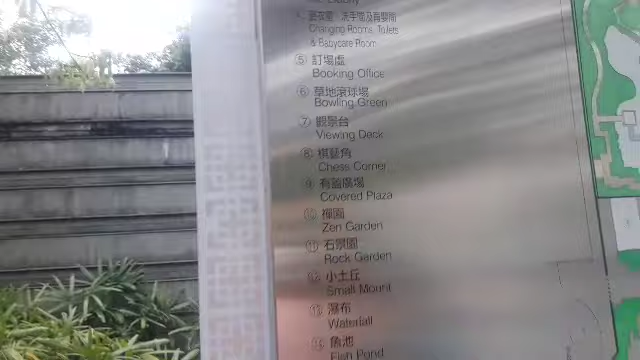 更衣室、洗手間及育嬰間
Changing Rooms, Toilets
& Babycare Room
⑤ 訂場處
Booking Office
⑥ 草地滾球場
Bowling Green
⑦ 觀景台
Viewing Deck
⑧ 棋藝角
Chess Corner
⑨ 有蓋廣場
Covered Plaza
⑩ 禪園
Zen Garden
⑪ 石景園
Rock Garden
⑫ 小土丘
Small Mount
⑬ 瀑布
Waterfall
⑭ 魚池
Fish Pond